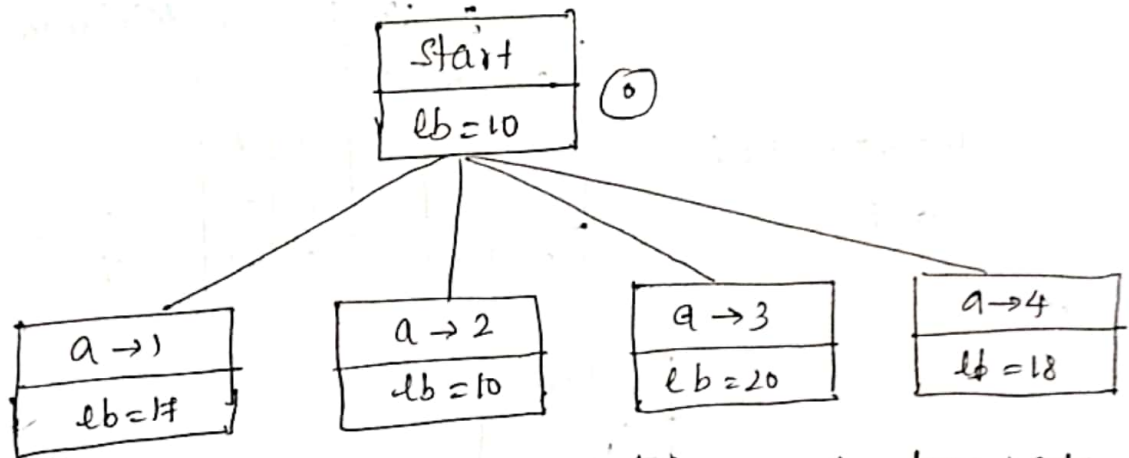 Start
lb = 10
0
a → 1
lb = 17
a → 2
lb = 10
a → 3
lb = 20
a → 4
lb = 18